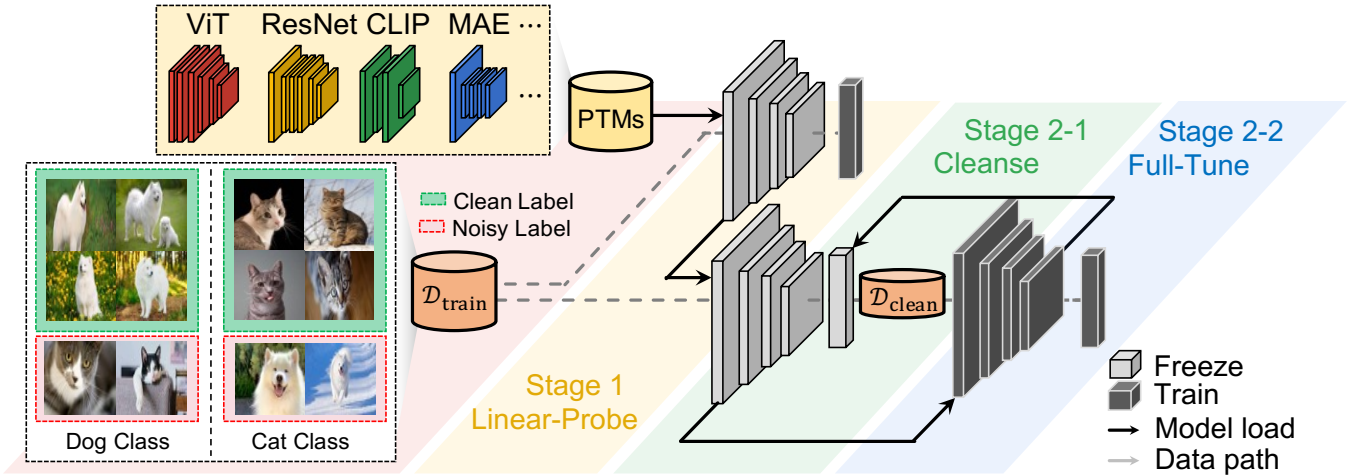 ViT ResNet CLIP MAE ...
...
PTMs
Stage 2-1
Cleanse
Stage 2-2
Full-Tune
Clean Label
Noisy Label
𝒟train
𝒟clean
Stage 1
Linear-Probe
Dog Class
Cat Class
Freeze
Train
Model load
Data path